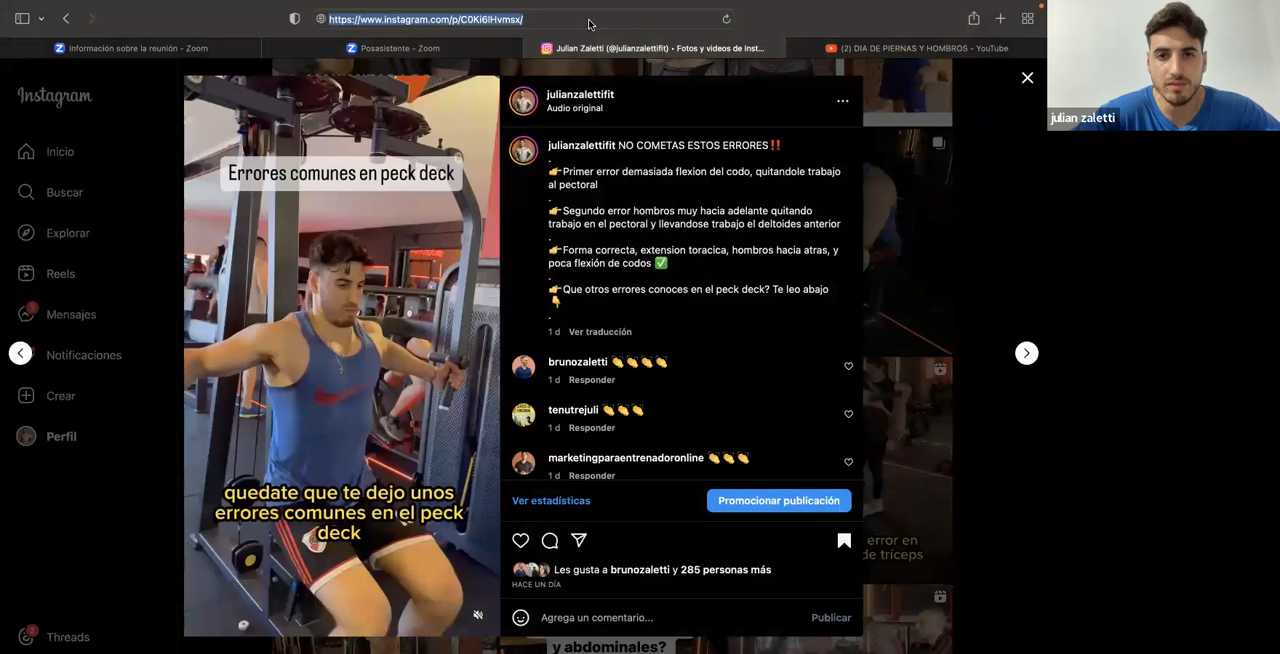 https://www.instagram.com/p/C0Ki6lHvmsx/
Información sobre la reunión - Zoom
Posasistente - Zoom
Julian Zaletti (@julianzalettifit) • Fotos y videos de Inst...
(2) DIA DE PIERNAS Y HOMBROS - YouTube
julian zaletti
Instagram
Inicio
Buscar
Explorar
Reels
Mensajes
Notificaciones
Crear
Perfil
Threads
Errores comunes en peck deck
quedate que te dejo unos
errores comunes en el peck
deck
julianzalettifit
Audio original
julianzalettifit NO COMETAS ESTOS ERRORES‼️
.
👉Primer error demasiada flexion del codo, quitandole trabajo
al pectoral
.
👉Segundo error hombros muy hacia adelante quitando
trabajo en el pectoral y llevandose trabajo el deltoides anterior
.
👉Forma correcta, extension toracica, hombros hacia atras, y
poca flexión de codos ✅
.
👉Que otros errores conoces en el peck deck? Te leo abajo
👇
.
1 d Ver traducción
brunozaletti 👏👏👏👏
1 d Responder
tenutrejuli 👏👏👏
1 d Responder
marketingparaentrenadoronline 👏👏👏
1 d Responder
Ver estadísticas
Promocionar publicación
Les gusta a brunozaletti y 285 personas más
HACE UN DÍA
Agrega un comentario...
Publicar
error en
de triceps
y abdominales?